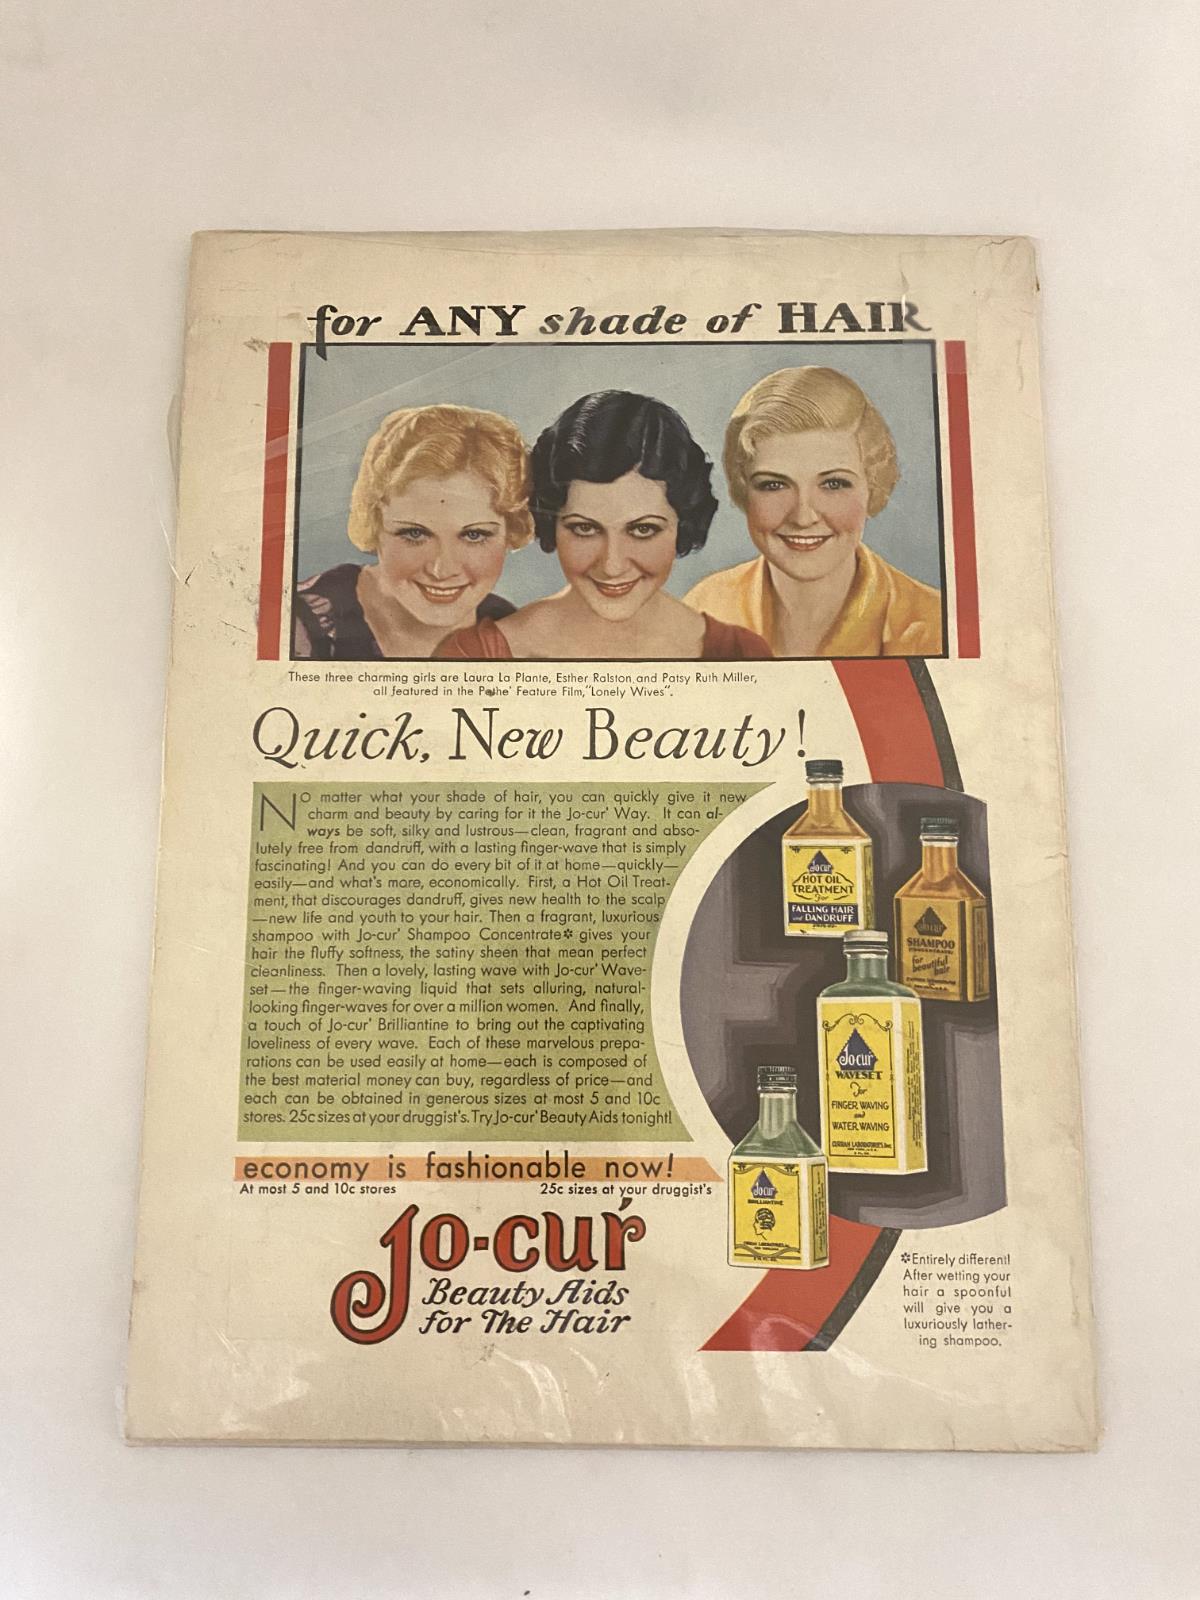 for ANY shade of HAIR
These three charming girls are Laura La Plante, Esther Ralston and Patsy Ruth Miller,
all featured in the Pathe' Feature Film, "Lonely Wives".
Quick, New Beauty!
NO matter what your shade of hair, you can quickly give it new
charm and beauty by caring for it the Jo-cur' Way. It can al-
ways be soft, silky and lustrous—clean, fragrant and abso-
lutely free from dandruff, with a lasting finger-wave that is simply
fascinating! And you can do every bit of it at home—quickly—
easily—and what's more, economically. First, a Hot Oil Treat-
ment, that discourages dandruff, gives new health to the scalp
—new life and youth to your hair. Then a fragrant, luxurious
shampoo with Jo-cur' Shampoo Concentrate* gives your
hair the fluffy softness, the satiny sheen that mean perfect
cleanliness. Then a lovely, lasting wave with Jo-cur' Wave-
set—the finger-waving liquid that sets alluring, natural-
looking finger-waves for over a million women. And finally,
a touch of Jo-cur' Brilliantine to bring out the captivating
loveliness of every wave. Each of these marvelous prepa-
rations can be used easily at home—each is composed of
the best material money can buy, regardless of price—and
each can be obtained in generous sizes at most 5 and 10c
stores. 25c sizes at your druggist's. Try Jo-cur' Beauty Aids tonight!
Jo-cur'
HOT OIL
TREATMENT
For
FALLING HAIR
and DANDRUFF
Jo-cur'
SHAMPOO
CONCENTRATE
for
beautiful
hair
Jo-cur'
WAVESET
For
FINGER WAVING
and
WATER WAVING
CURRAN LABORATORIES, Inc.
NEW YORK, U.S.A.
Jo-cur'
BRILLIANTINE
economy is fashionable now!
At most 5 and 10c stores 25c sizes at your druggist's
Jo-cur'
Beauty Aids
for The Hair
*Entirely different!
After wetting your
hair a spoonful
will give you a
luxuriously lather-
ing shampoo.